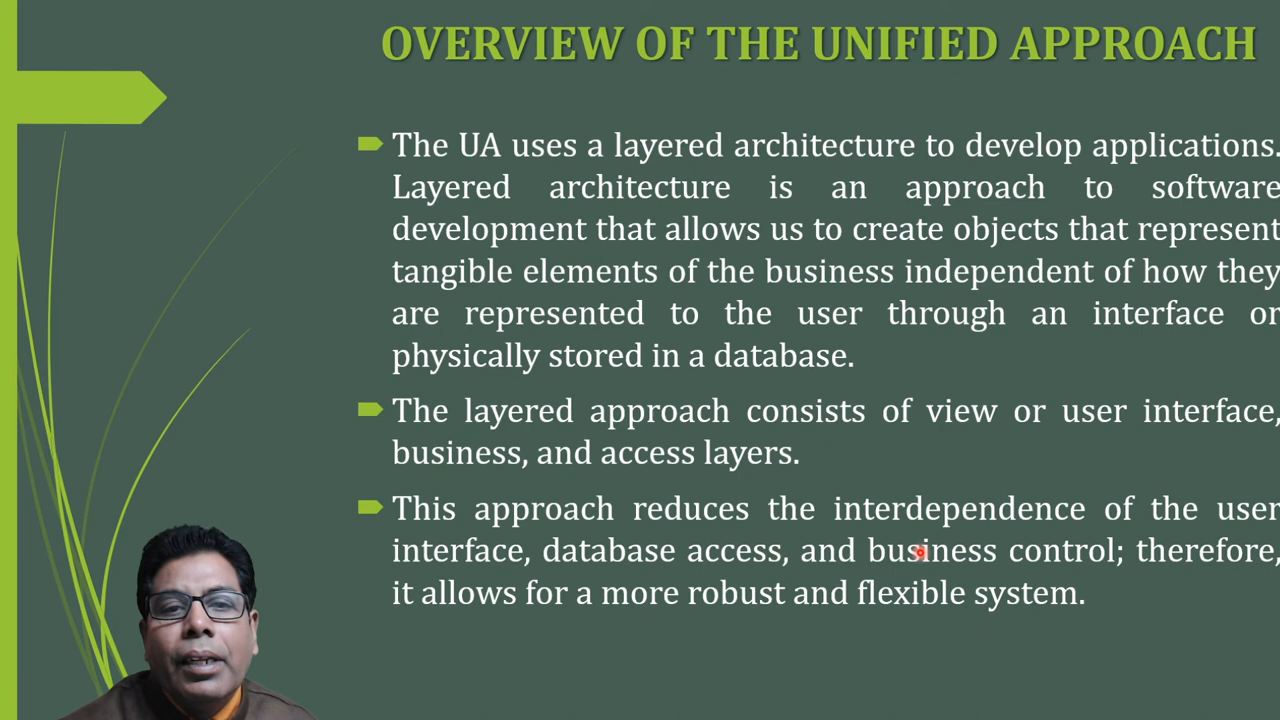 OVERVIEW OF THE UNIFIED APPROACH
The UA uses a layered architecture to develop applications.
Layered architecture is an approach to software
development that allows us to create objects that represent
tangible elements of the business independent of how they
are represented to the user through an interface or
physically stored in a database.
The layered approach consists of view or user interface,
business, and access layers.
This approach reduces the interdependence of the user
interface, database access, and business control; therefore,
it allows for a more robust and flexible system.